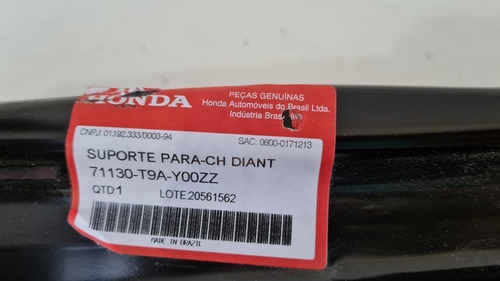 HONDA
PEÇAS GENUÍNAS
Honda Automóveis do Brasil Ltda.
Indústria Brasileira
CNPJ: 01.192.333/0003-94
SAC: 0800-0171213
SUPORTE PARA-CH DIANT
71130-T9A-Y00ZZ
QTD:1
LOTE:20561562
MADE IN BRAZIL